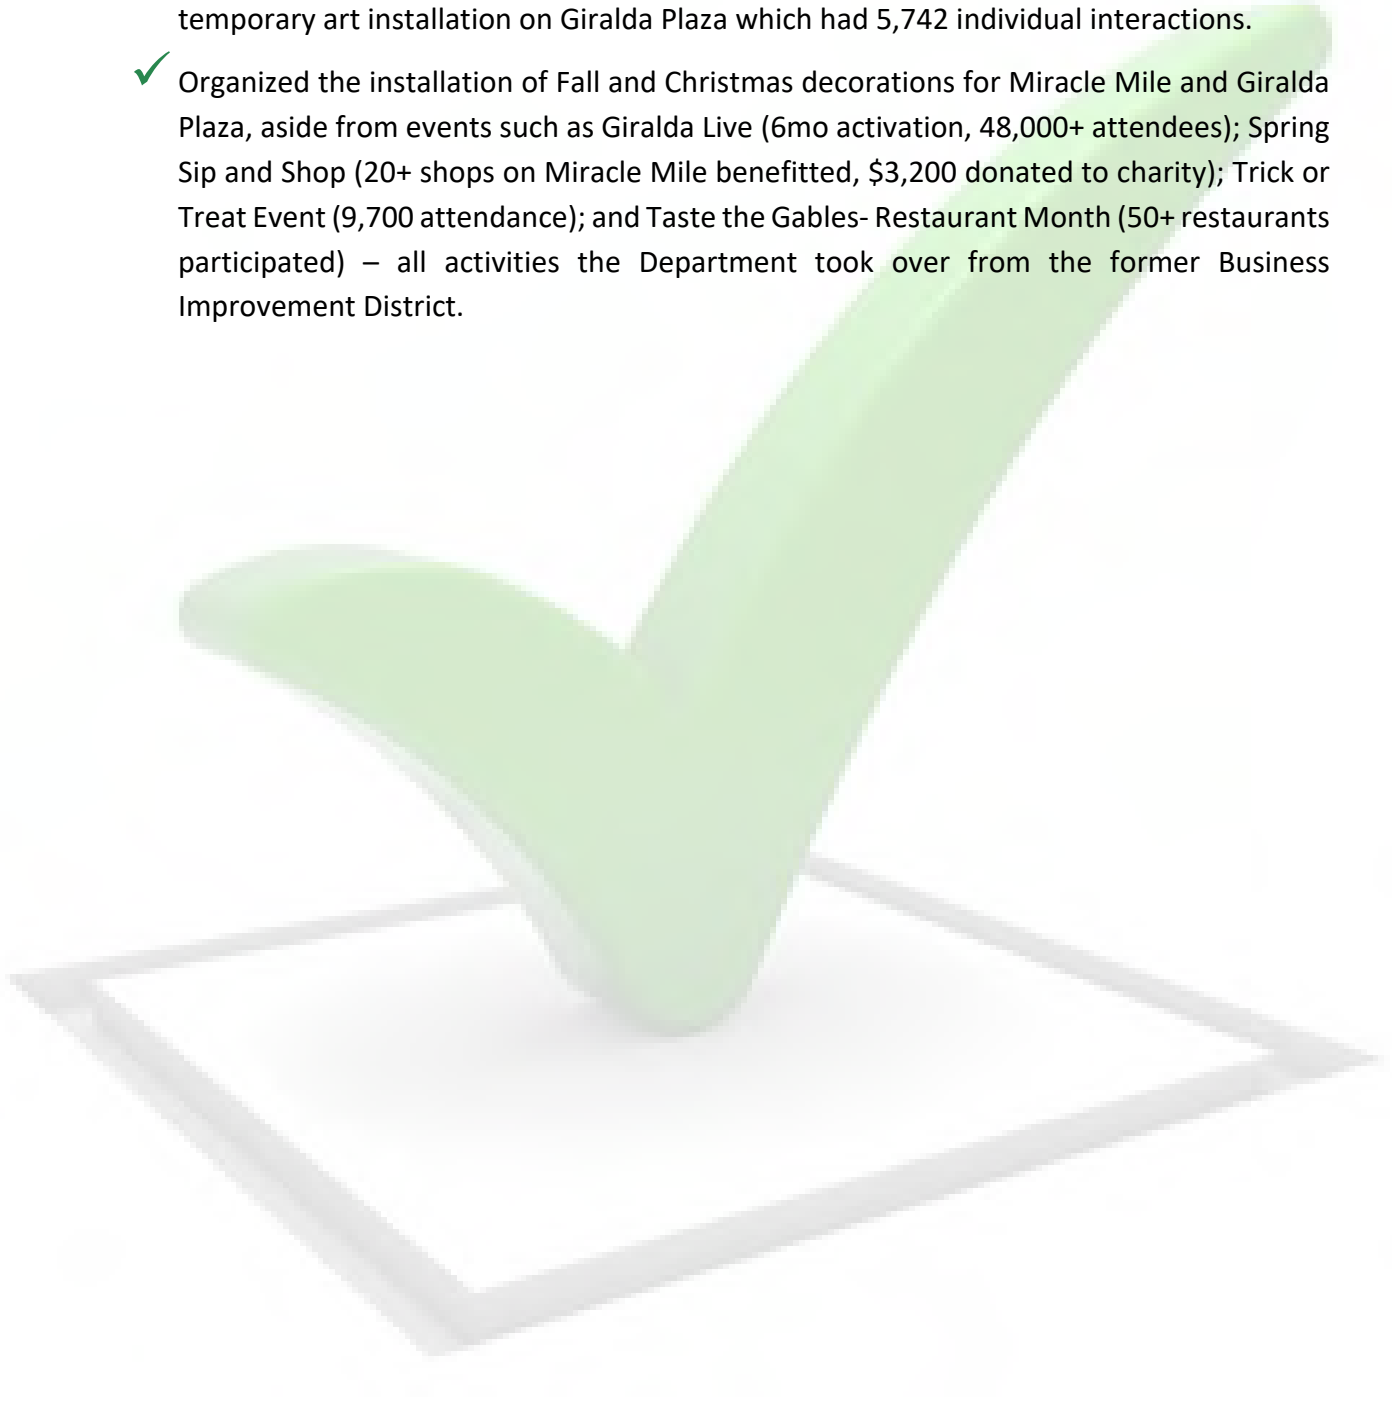 temporary art installation on Giralda Plaza which had 5,742 individual interactions.
Organized the installation of Fall and Christmas decorations for Miracle Mile and Giralda
Plaza, aside from events such as Giralda Live (6mo activation, 48,000+ attendees); Spring
Sip and Shop (20+ shops on Miracle Mile benefitted, $3,200 donated to charity); Trick or
Treat Event (9,700 attendance); and Taste the Gables- Restaurant Month (50+ restaurants
participated) – all activities the Department took over from the former Business
Improvement District.